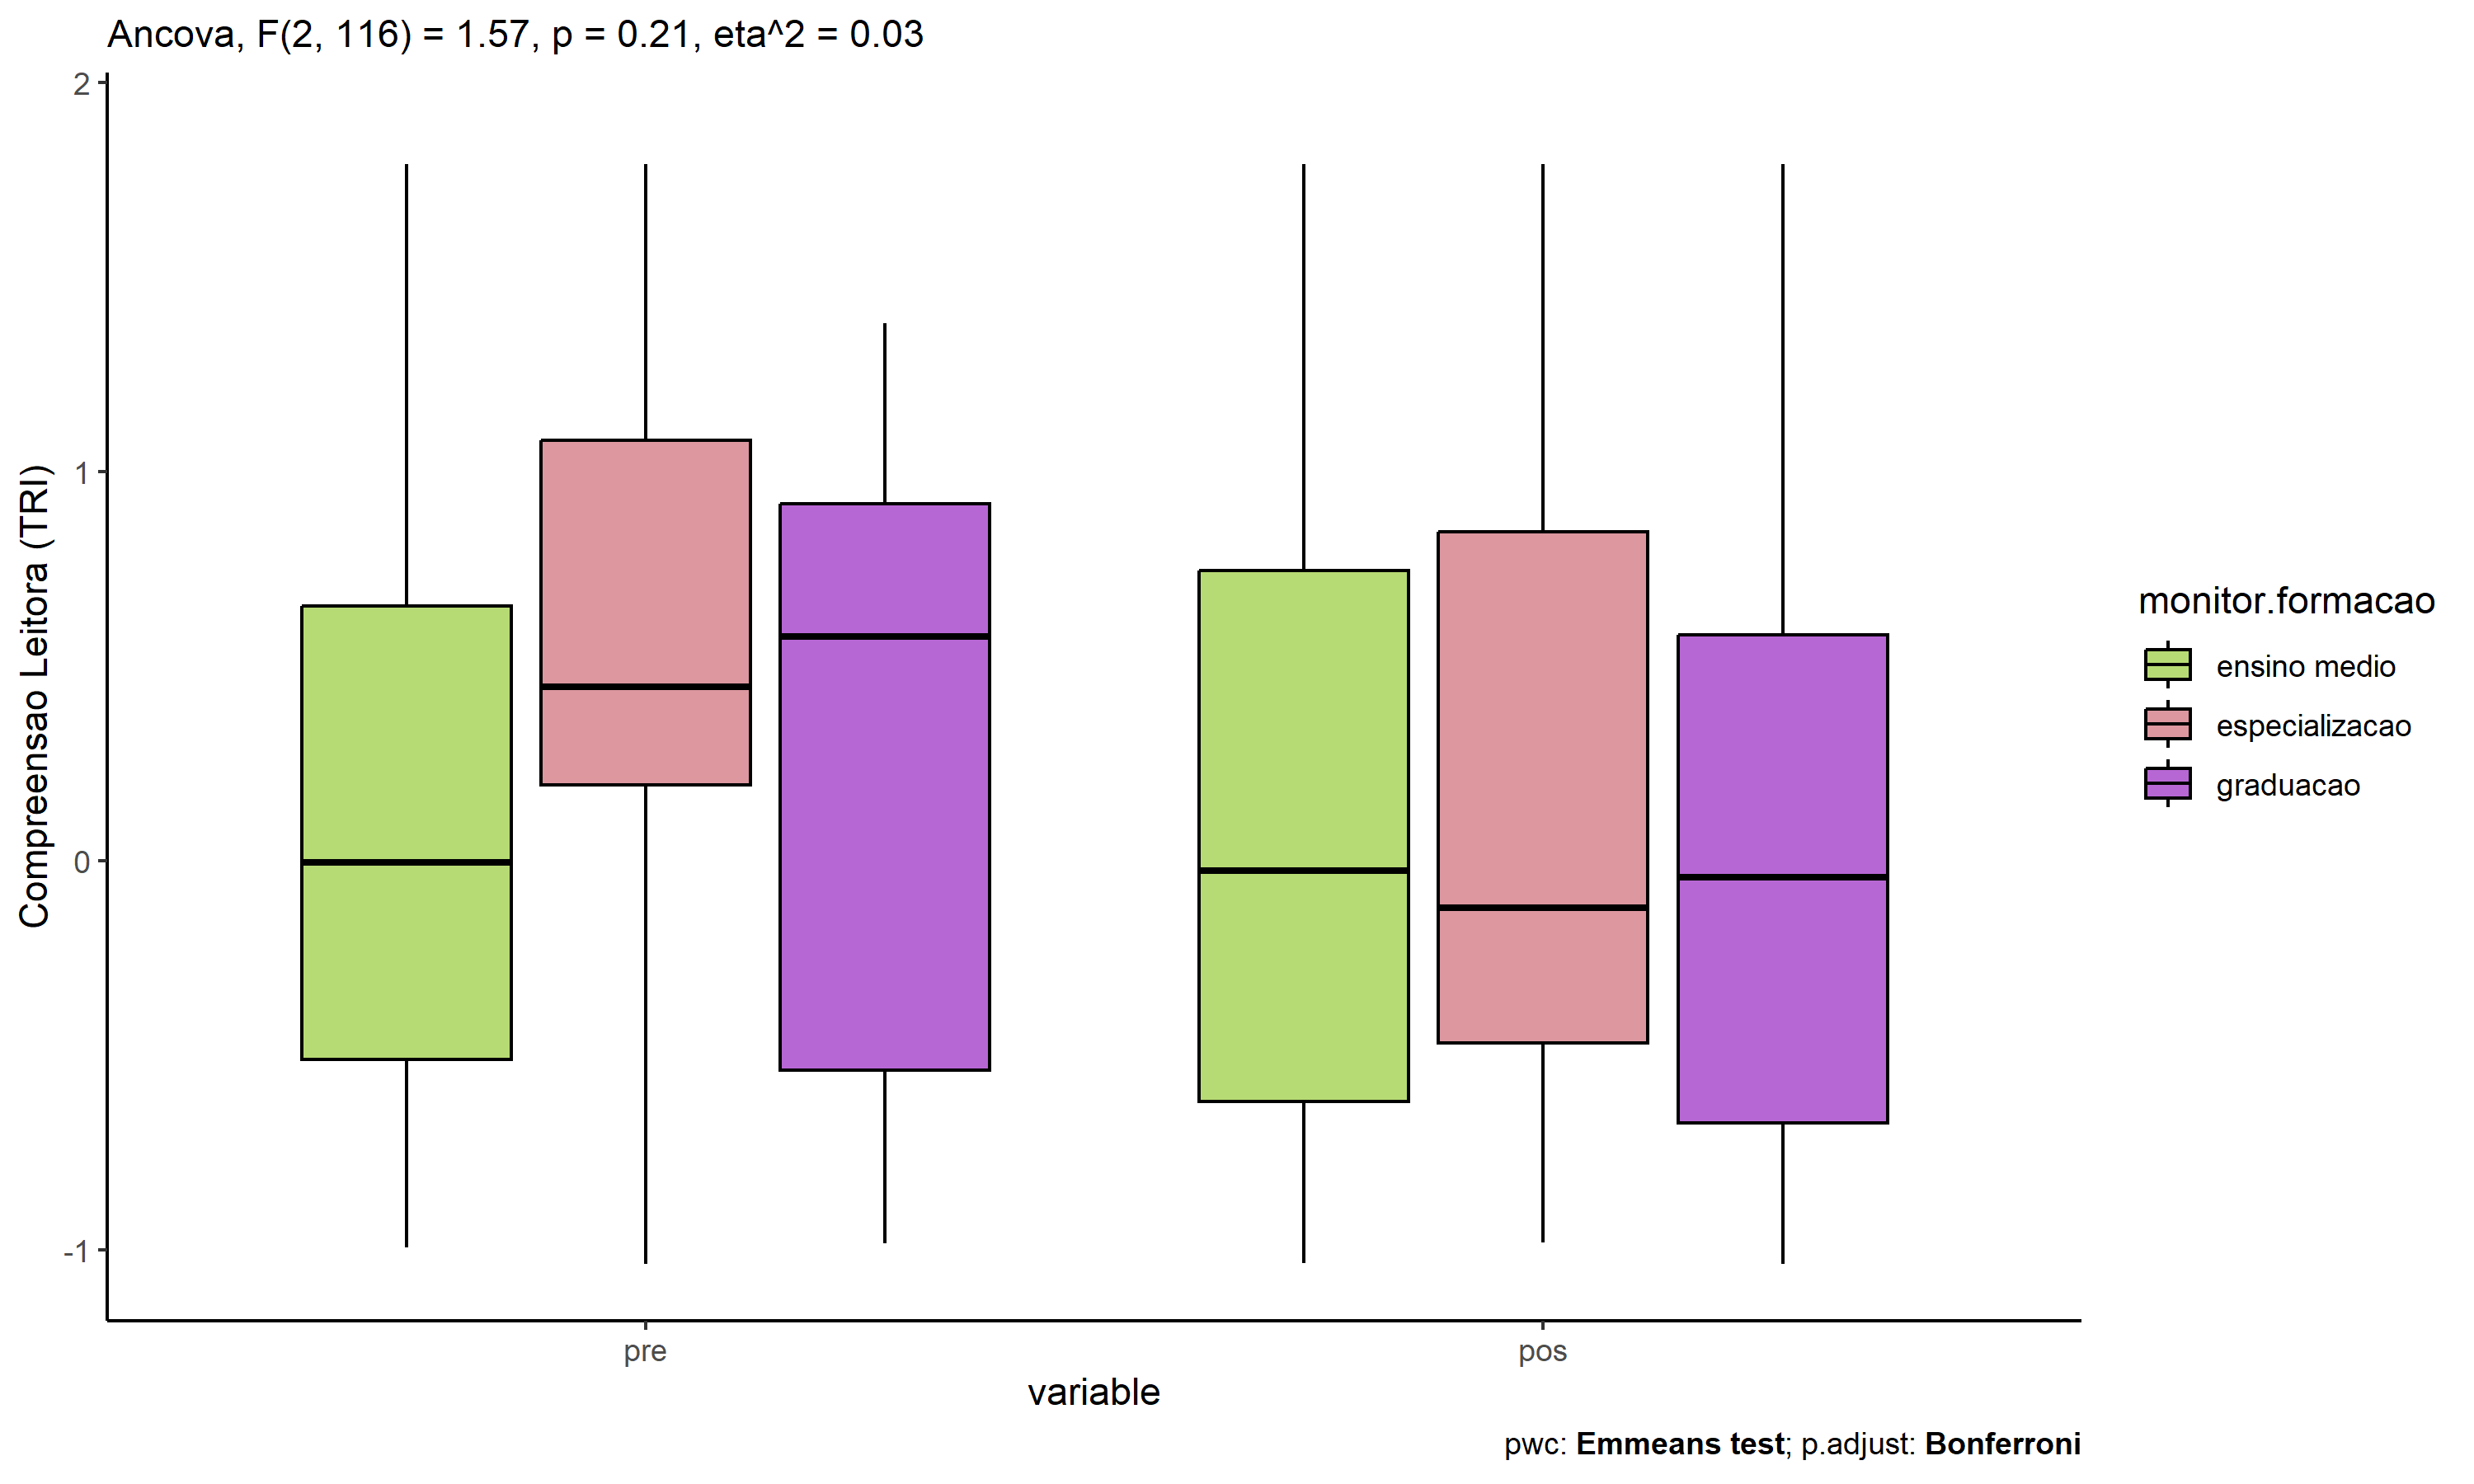 Ancova, F(2, 116) = 1.57, p = 0.21, eta^2 = 0.03
Compreensao Leitora (TRI)
2
1
0
-1
pre
pos
variable
monitor.formacao
ensino medio
especializacao
graduacao
pwc: Emmeans test; p.adjust: Bonferroni